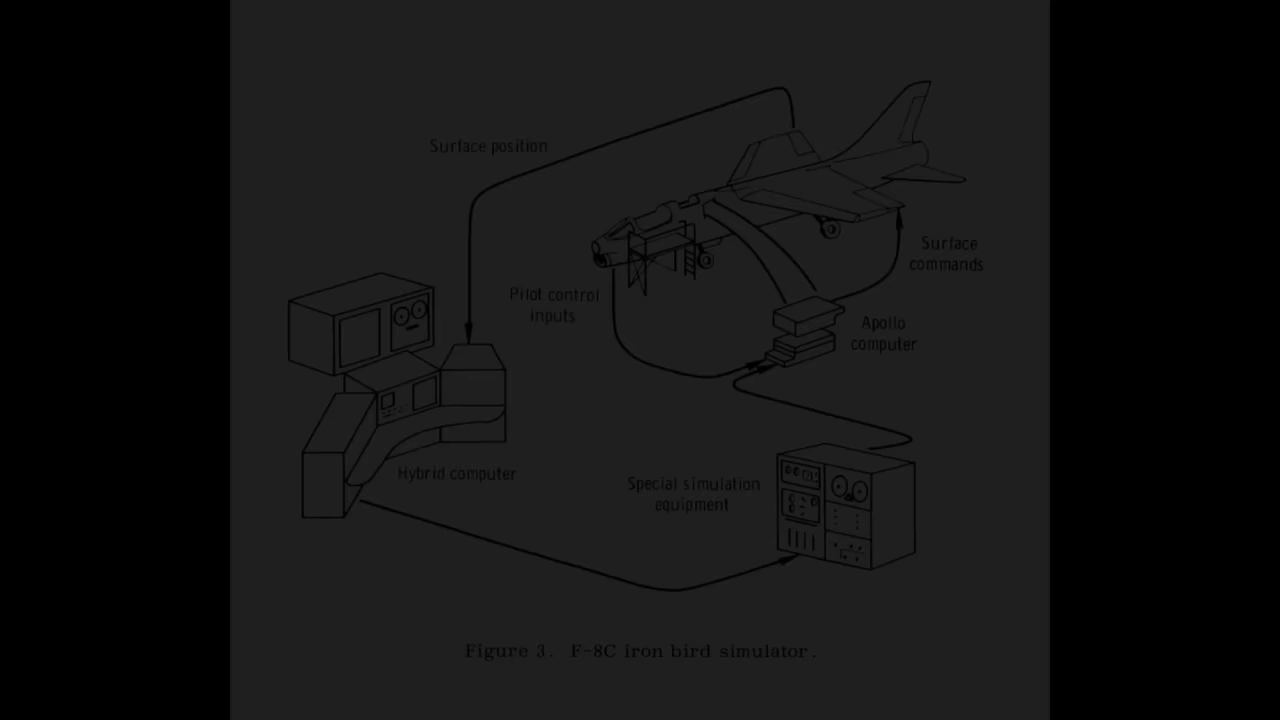 Surface position
Surface
commands
Pilot control
inputs
Apollo
computer
Hybrid computer
Special simulation
equipment
Figure 3. F-8C iron bird simulator.